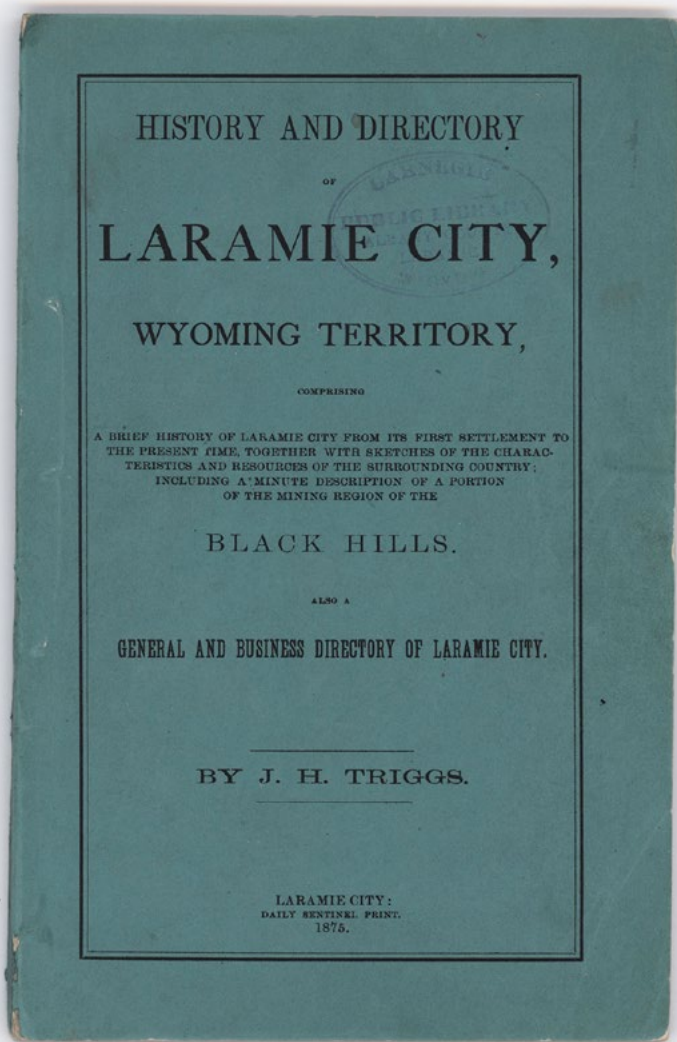 HISTORY AND DIRECTORY
OF
LARAMIE CITY,
WYOMING TERRITORY,
COMPRISING
A BRIEF HISTORY OF LARAMIE CITY FROM ITS FIRST SETTLEMENT TO
THE PRESENT TIME, TOGETHER WITH SKETCHES OF THE CHARAC-
TERISTICS AND RESOURCES OF THE SURROUNDING COUNTRY;
INCLUDING A MINUTE DESCRIPTION OF A PORTION
OF THE MINING REGION OF THE
BLACK HILLS.
ALSO A
GENERAL AND BUSINESS DIRECTORY OF LARAMIE CITY.
BY J. H. TRIGGS.
LARAMIE CITY:
DAILY SENTINEL PRINT.
1875.
CARNEGIE
PUBLIC LIBRARY